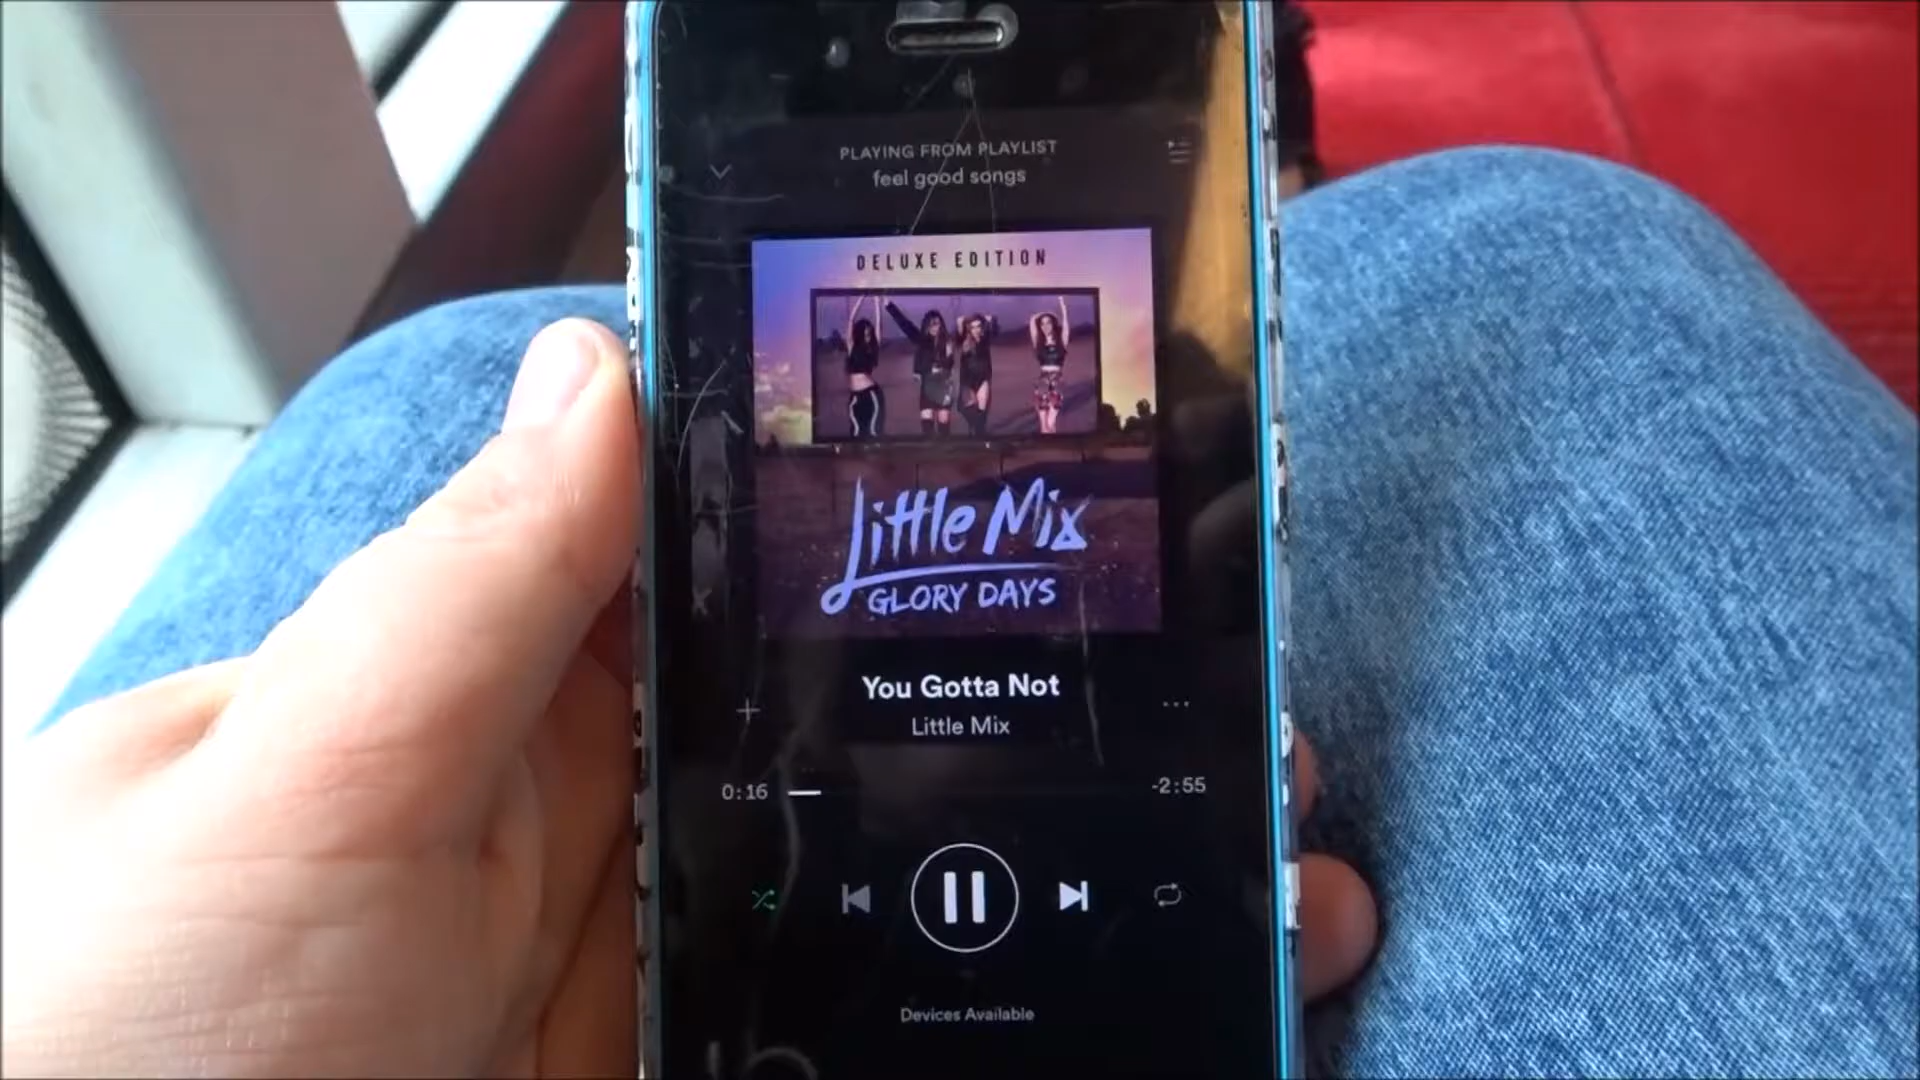 PLAYING FROM PLAYLIST
feel good songs
DELUXE EDITION
Little Mix
GLORY DAYS
You Gotta Not
Little Mix
0:16
-2:55
Devices Available